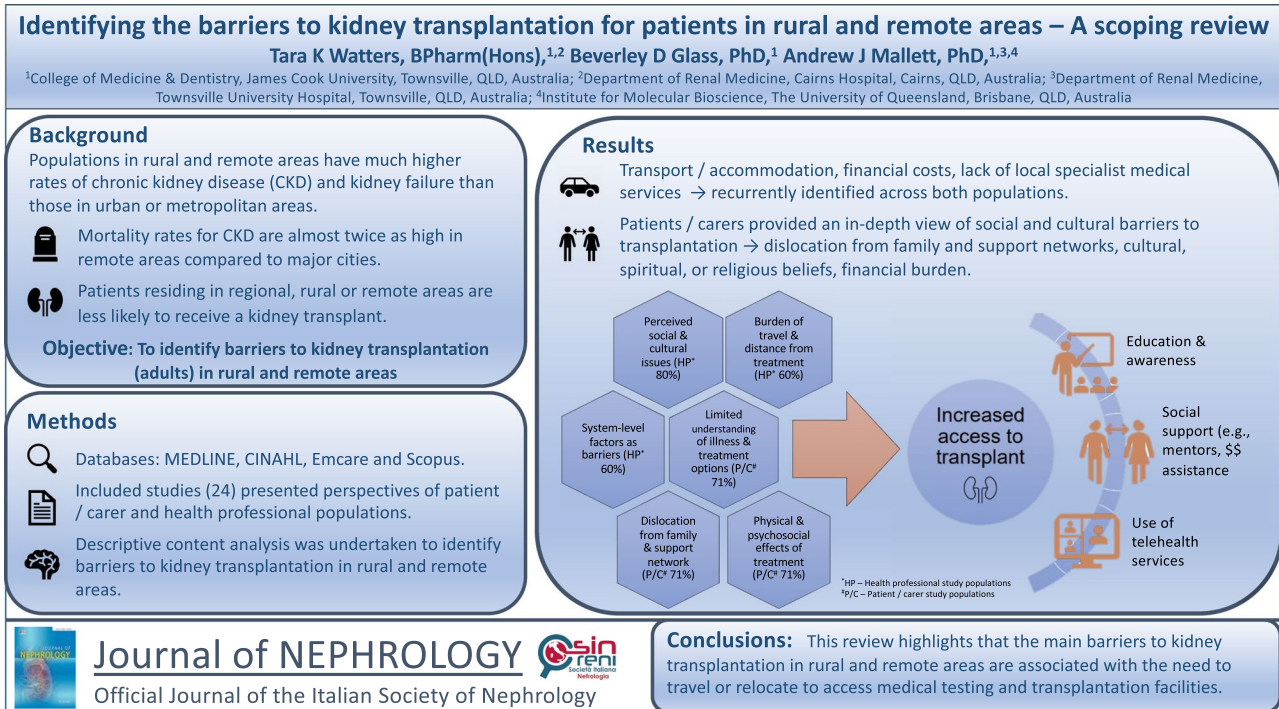 Identifying the barriers to kidney transplantation for patients in rural and remote areas – A scoping review
Tara K Watters, BPharm(Hons),1,2 Beverley D Glass, PhD,1 Andrew J Mallett, PhD,1,3,4
1College of Medicine & Dentistry, James Cook University, Townsville, QLD, Australia; 2Department of Renal Medicine, Cairns Hospital, Cairns, QLD, Australia; 3Department of Renal Medicine,
Townsville University Hospital, Townsville, QLD, Australia; 4Institute for Molecular Bioscience, The University of Queensland, Brisbane, QLD, Australia
Background
Populations in rural and remote areas have much higher
rates of chronic kidney disease (CKD) and kidney failure than
those in urban or metropolitan areas.
Mortality rates for CKD are almost twice as high in
remote areas compared to major cities.
Patients residing in regional, rural or remote areas are
less likely to receive a kidney transplant.
Objective: To identify barriers to kidney transplantation
(adults) in rural and remote areas
Methods
Databases: MEDLINE, CINAHL, Emcare and Scopus.
Included studies (24) presented perspectives of patient
/ carer and health professional populations.
Descriptive content analysis was undertaken to identify
barriers to kidney transplantation in rural and remote
areas.
Results
Transport / accommodation, financial costs, lack of local specialist medical
services → recurrently identified across both populations.
Patients / carers provided an in-depth view of social and cultural barriers to
transplantation → dislocation from family and support networks, cultural,
spiritual, or religious beliefs, financial burden.
Perceived
social &
cultural
issues (HP*
80%)
Burden of
travel &
distance from
treatment
(HP* 60%)
System-level
factors as
barriers (HP*
60%)
Limited
understanding
of illness &
treatment
options (P/C#
71%)
Dislocation
from family
& support
network
(P/C# 71%)
Physical &
psychosocial
effects of
treatment
(P/C# 71%)
Increased
access to
transplant
Education &
awareness
Social
support (e.g.,
mentors, $$
assistance
Use of
telehealth
services
*HP – Health professional study populations
#P/C – Patient / carer study populations
JOURNAL OF
NEPHROLOGY
Journal of NEPHROLOGY
Official Journal of the Italian Society of Nephrology
sin
reni
Società Italiana
Nefrologia
Conclusions: This review highlights that the main barriers to kidney
transplantation in rural and remote areas are associated with the need to
travel or relocate to access medical testing and transplantation facilities.